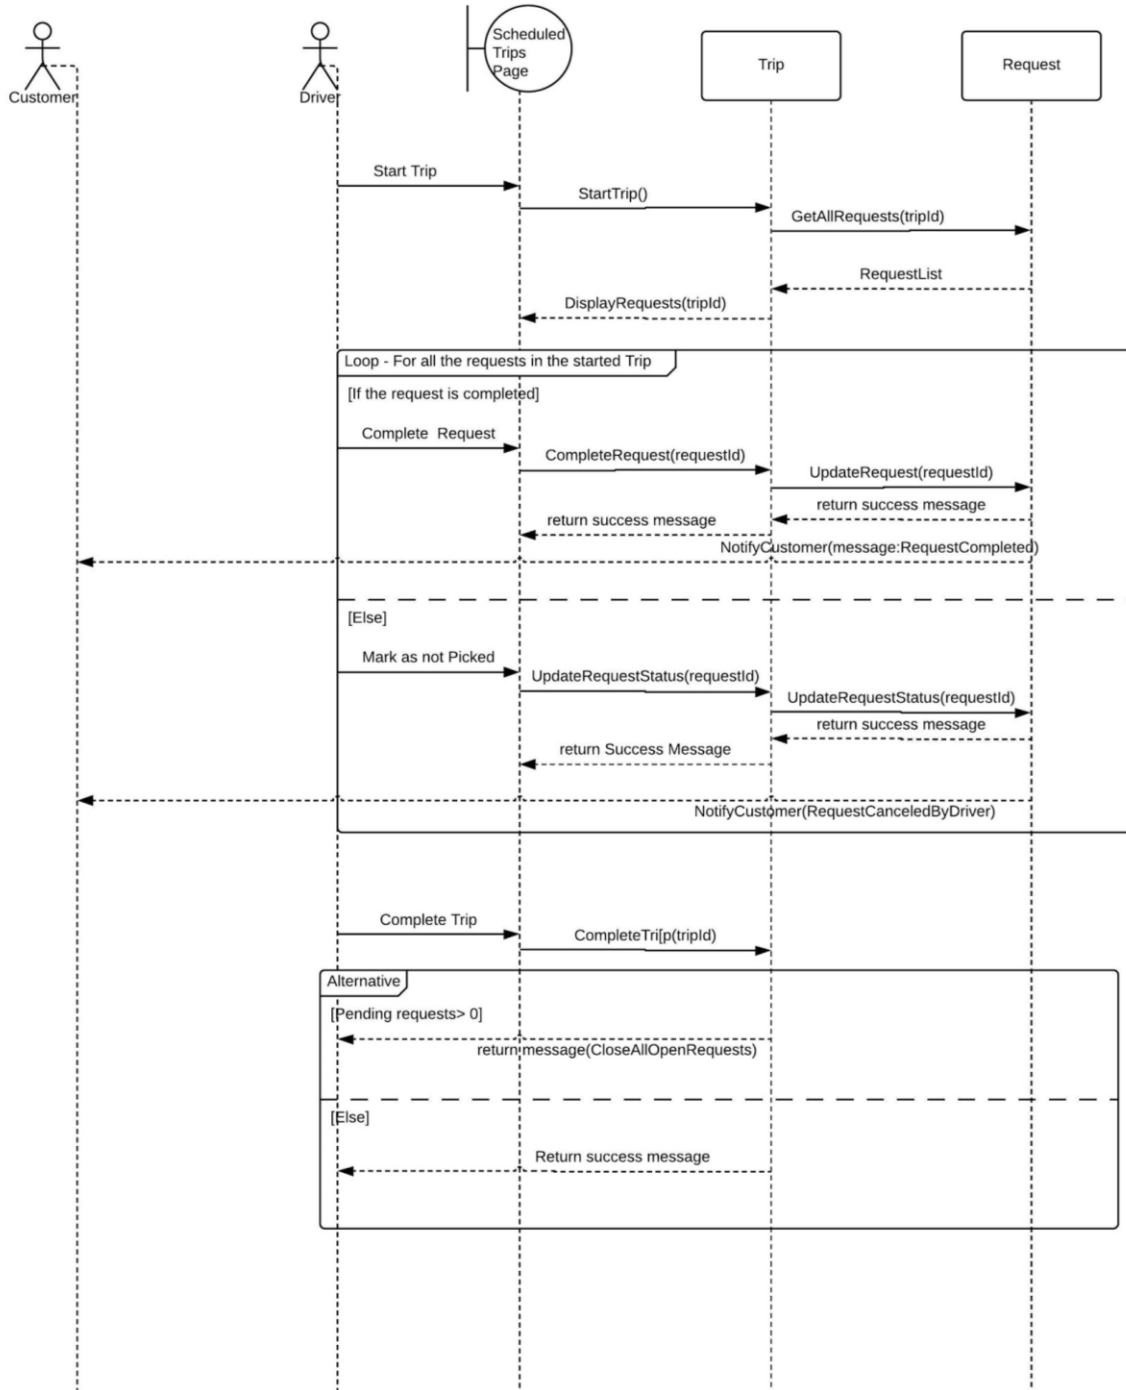 Scheduled
Trips
Page
Trip
Request
Customer
Driver
Start Trip
StartTrip()
GetAllRequests(tripId)
RequestList
DisplayRequests(tripId)
Loop - For all the requests in the started Trip
[If the request is completed]
Complete  Request
CompleteRequest(requestId)
UpdateRequest(requestId)
return success message
return success message
NotifyCustomer(message:RequestCompleted)
[Else]
Mark as not Picked
UpdateRequestStatus(requestId)
UpdateRequestStatus(requestId)
return success message
return Success Message
NotifyCustomer(RequestCanceledByDriver)
Complete Trip
CompleteTri[p(tripId)
Alternative
[Pending requests> 0]
return message(CloseAllOpenRequests)
[Else]
Return success message